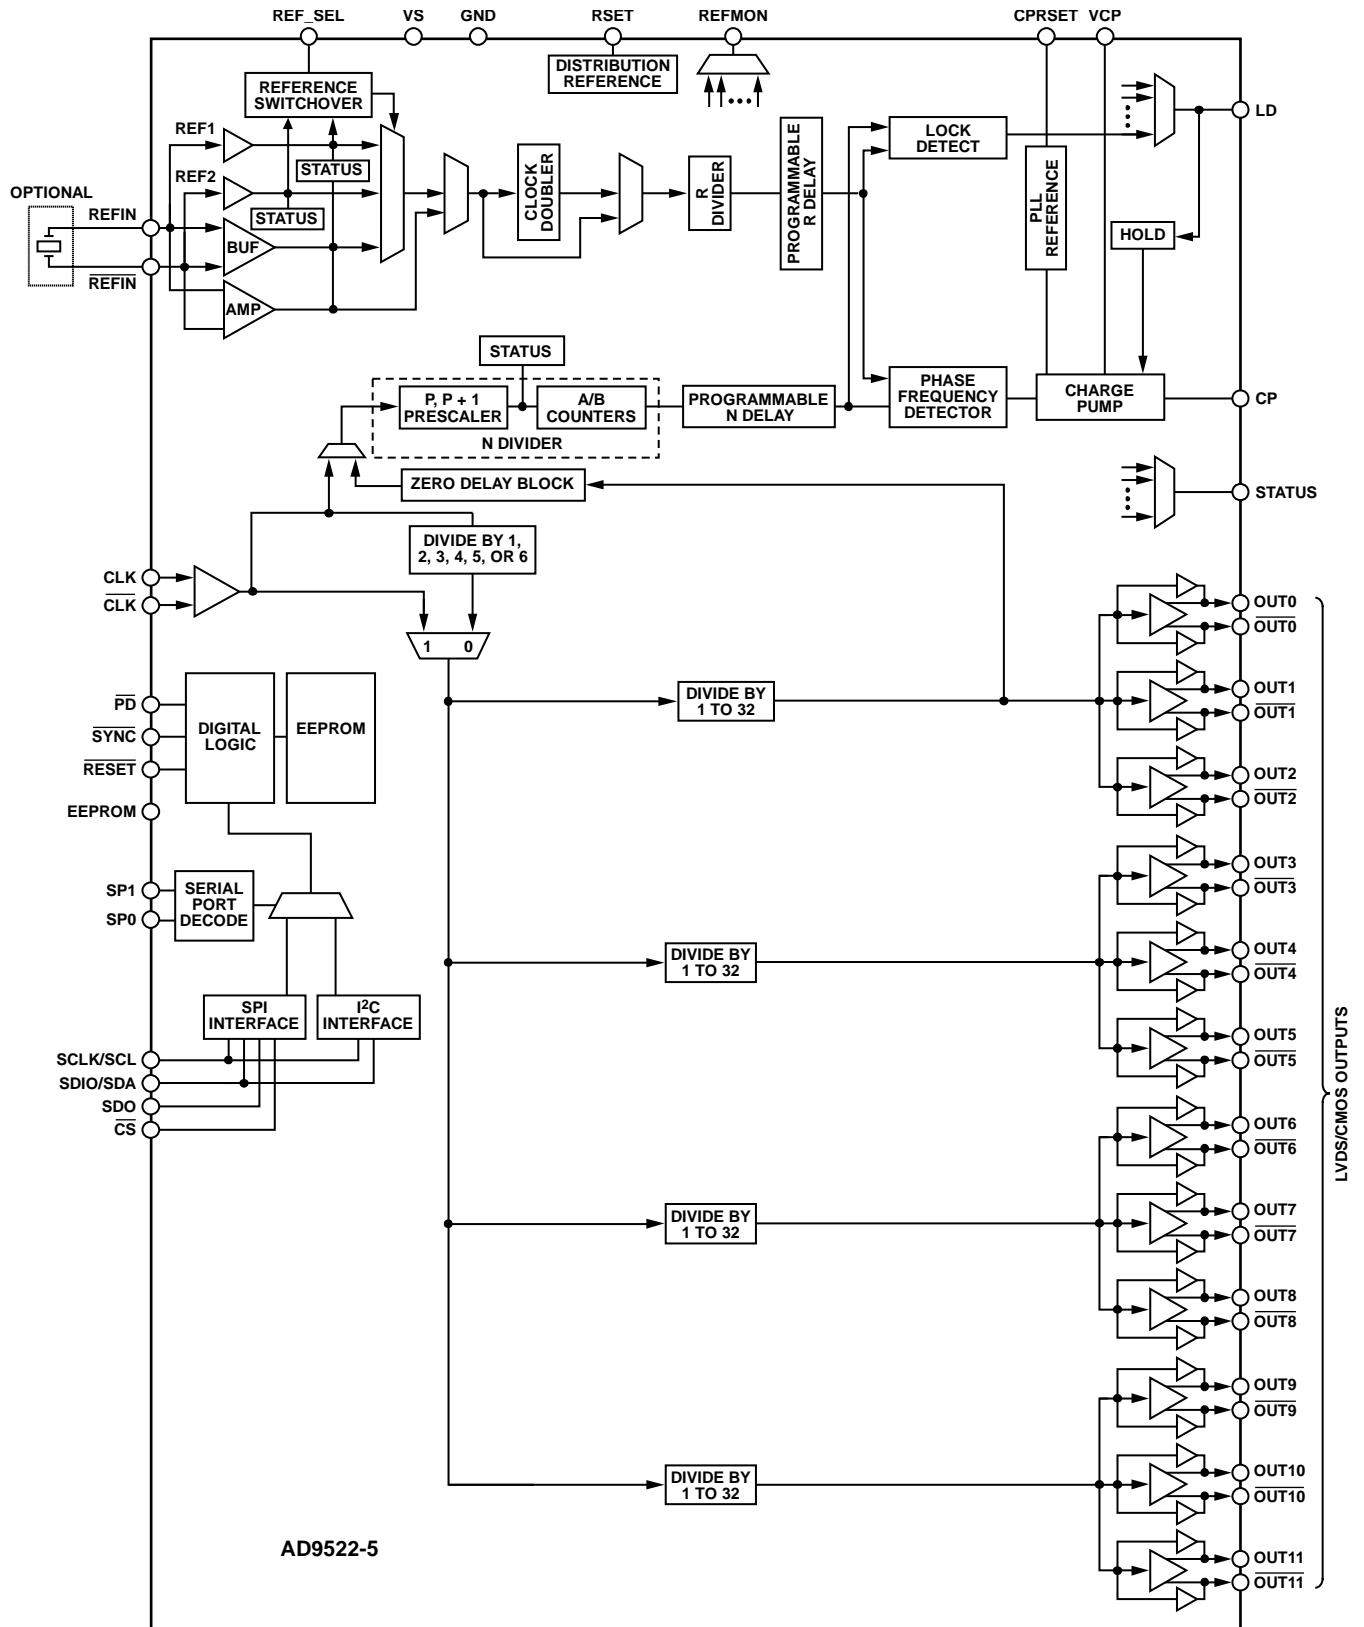 REF_SEL VS GND RSET REFMON CPRSET VCP
DISTRIBUTION
REFERENCE
REFERENCE
SWITCHOVER
REF1
REF2
STATUS
STATUS
BUF
AMP
OPTIONAL
REFIN
REFIN
CLOCK
DOUBLER
R
DIVIDER
PROGRAMMABLE
R DELAY
LOCK
DETECT
PLL
REFERENCE
HOLD
LD
STATUS
P, P + 1
PRESCALER
A/B
COUNTERS
N DIVIDER
PROGRAMMABLE
N DELAY
PHASE
FREQUENCY
DETECTOR
CHARGE
PUMP
CP
ZERO DELAY BLOCK
STATUS
DIVIDE BY 1,
2, 3, 4, 5, OR 6
CLK
CLK
1 0
PD
SYNC
RESET
EEPROM
DIGITAL
LOGIC
EEPROM
SP1
SP0
SERIAL
PORT
DECODE
SPI
INTERFACE
I2C
INTERFACE
SCLK/SCL
SDIO/SDA
SDO
CS
DIVIDE BY
1 TO 32
DIVIDE BY
1 TO 32
DIVIDE BY
1 TO 32
DIVIDE BY
1 TO 32
OUT0
OUT0
OUT1
OUT1
OUT2
OUT2
OUT3
OUT3
OUT4
OUT4
OUT5
OUT5
OUT6
OUT6
OUT7
OUT7
OUT8
OUT8
OUT9
OUT9
OUT10
OUT10
OUT11
OUT11
LVDS/CMOS OUTPUTS
AD9522-5